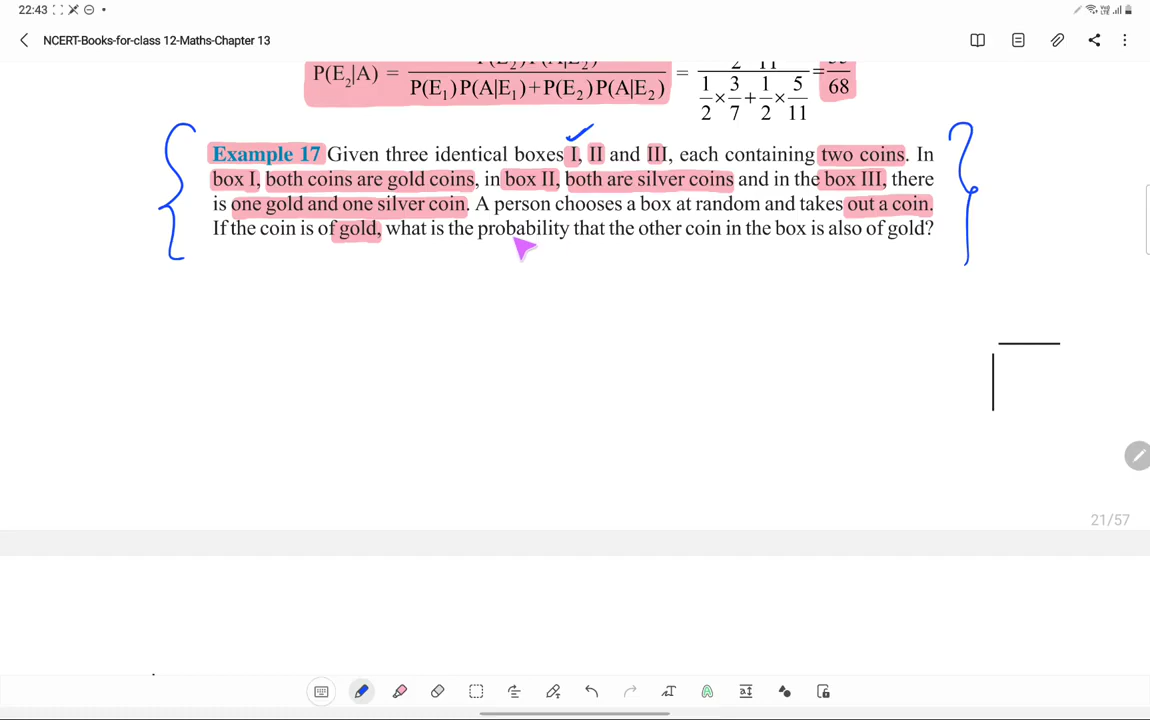 22:43
NCERT-Books-for-class 12-Maths-Chapter 13
P(E₂|A) = P(E₁)P(A|E₁)+P(E₂)P(A|E₂) = 1/2 × 3/7 + 1/2 × 5/11 = 68
Example 17 Given three identical boxes I, II and III, each containing two coins. In
box I, both coins are gold coins, in box II, both are silver coins and in the box III, there
is one gold and one silver coin. A person chooses a box at random and takes out a coin.
If the coin is of gold, what is the probability that the other coin in the box is also of gold?
21/57